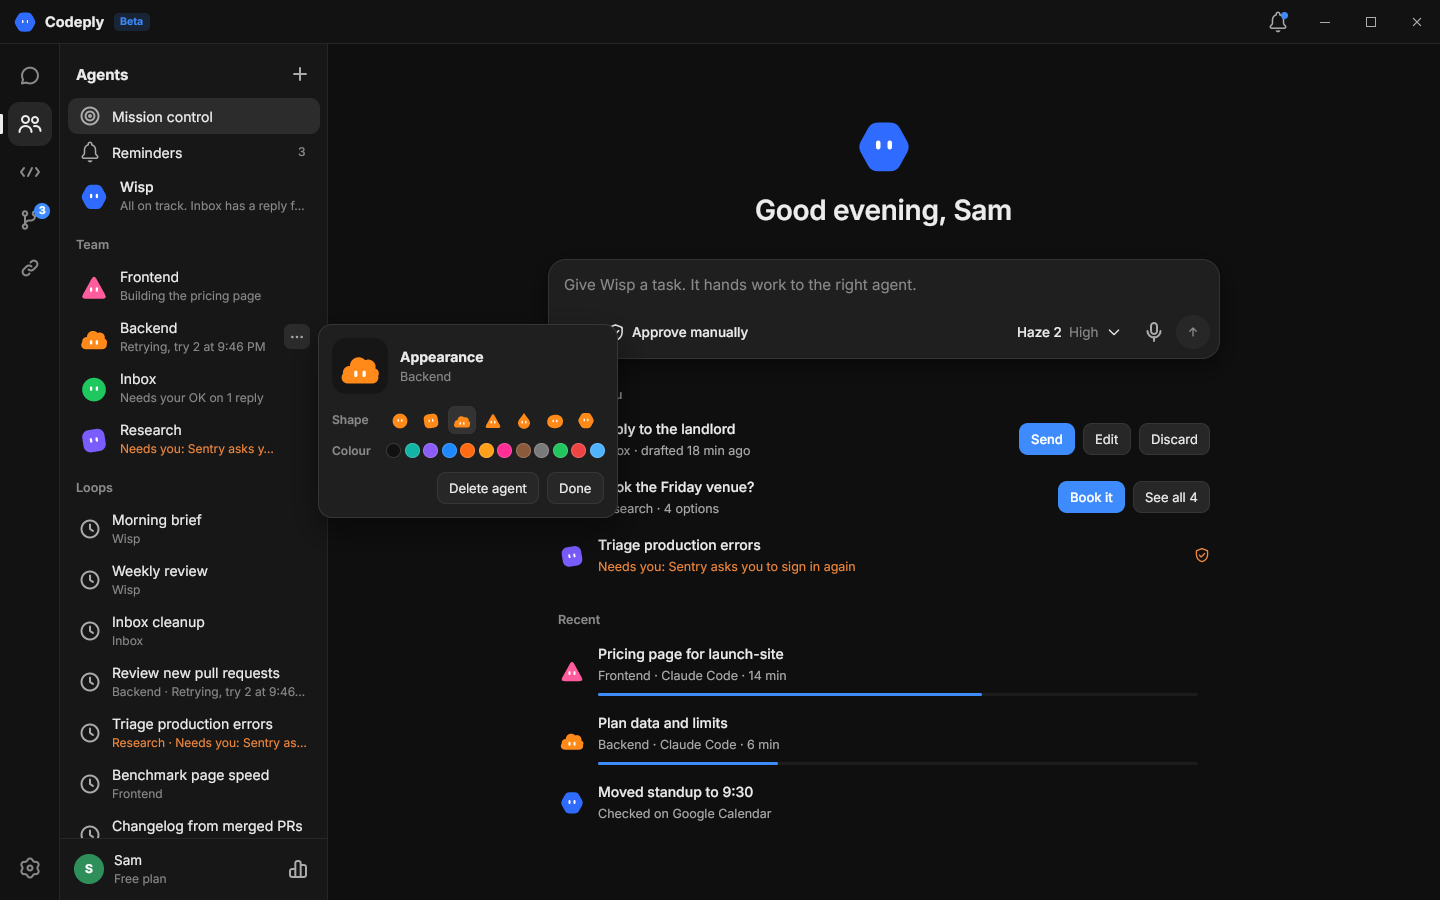 Codeply Beta
Agents
Mission control
Reminders 3
Wisp
All on track. Inbox has a reply f...
Team
Frontend
Building the pricing page
Backend
Retrying, try 2 at 9:46 PM
Inbox
Needs your OK on 1 reply
Research
Needs you: Sentry asks y...
Loops
Morning brief
Wisp
Weekly review
Wisp
Inbox cleanup
Inbox
Review new pull requests
Backend · Retrying, try 2 at 9:46...
Triage production errors
Research · Needs you: Sentry as...
Benchmark page speed
Frontend
Changelog from merged PRs
S
Sam
Free plan
3
Good evening, Sam
Give Wisp a task. It hands work to the right agent.
Approve manually
Haze 2 High
Appearance
Backend
Shape
Colour
Delete agent
Done
to the landlord
· drafted 18 min ago
Send
Edit
Discard
the Friday venue?
· 4 options
Book it
See all 4
Triage production errors
Needs you: Sentry asks you to sign in again
Recent
Pricing page for launch-site
Frontend · Claude Code · 14 min
Plan data and limits
Backend · Claude Code · 6 min
Moved standup to 9:30
Checked on Google Calendar